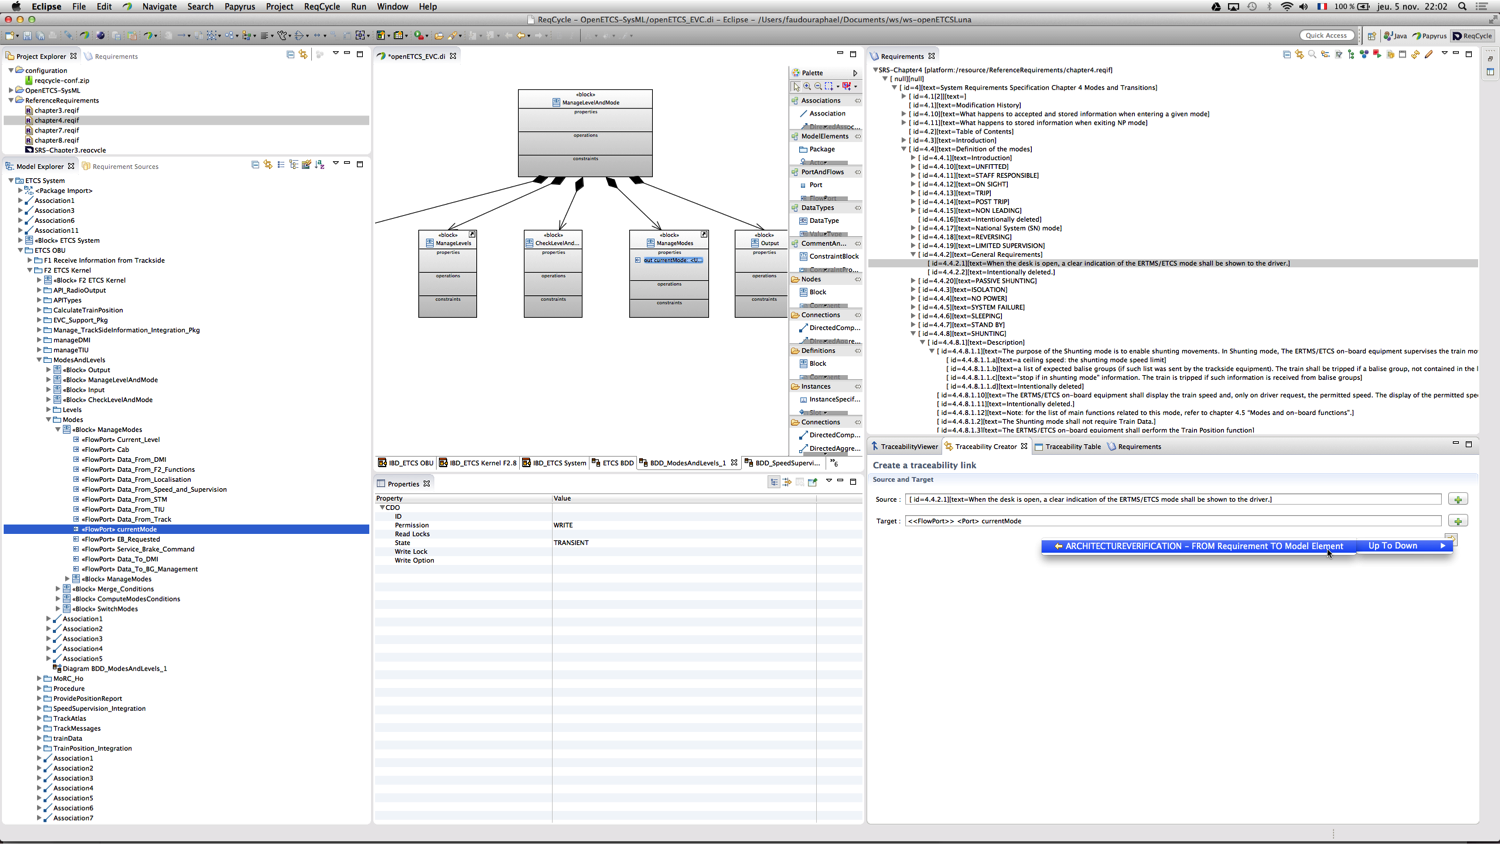 Eclipse File Edit Navigate Search Papyrus Project ReqCycle Run Window Help 100 % jeu. 5 nov. 22:02
ReqCycle - OpenETCS-SysML/openETCS_EVC.di - Eclipse - /Users/faudouraphael/Documents/ws/ws-openETCSLuna
Quick Access Java Papyrus ReqCycle
Project Explorer Requirements
configuration
reqcycle-conf.zip
OpenETCS-SysML
ReferenceRequirements
chapter3.reqif
chapter4.reqif
chapter7.reqif
chapter8.reqif
SRS-Chapter3.reqcycle
Model Explorer Requirement Sources
ETCS System
<Package Import>
Association1
Association3
Association6
Association11
«Block» ETCS System
ETCS OBU
F1 Receive Information from Trackside
F2 ETCS Kernel
«Block» F2 ETCS Kernel
API_RadioOutput
APITypes
CalculateTrainPosition
EVC_Support_Pkg
Manage_TrackSideInformation_Integration_Pkg
manageDMI
manageTIU
ModesAndLevels
«Block» Output
«Block» ManageLevelAndMode
«Block» Input
«Block» CheckLevelAndMode
Levels
Modes
«Block» ManageModes
«FlowPort» Current_Level
«FlowPort» Cab
«FlowPort» Data_From_DMI
«FlowPort» Data_From_F2_Functions
«FlowPort» Data_From_Localisation
«FlowPort» Data_From_Speed_and_Supervision
«FlowPort» Data_From_STM
«FlowPort» Data_From_TIU
«FlowPort» Data_From_Track
«FlowPort» currentMode
«FlowPort» EB_Requested
«FlowPort» Service_Brake_Command
«FlowPort» Data_To_DMI
«FlowPort» Data_To_BG_Management
«Block» ManageModes
«Block» Merge_Conditions
«Block» ComputeModesConditions
«Block» SwitchModes
Association1
Association2
Association3
Association4
Association5
Diagram BDD_ModesAndLevels_1
MoRC_Ho
Procedure
ProvidePositionReport
SpeedSupervision_Integration
TrackAtlas
TrackMessages
trainData
TrainPosition_Integration
Association1
Association2
Association3
Association4
Association5
Association6
Association7
*openETCS_EVC.di
«block»
ManageLevelAndMode
properties
operations
constraints
«block»
ManageLevels
properties
operations
constraints
«block»
CheckLevelAnd...
properties
operations
constraints
«block»
ManageModes
properties
out currentMode: <U...
operations
constraints
«block»
Output
properties
operations
constraints
Palette
Associations
Association
ModelElements
Package
PortAndFlows
Port
DataTypes
DataType
CommentAn...
ConstraintBlock
Nodes
Block
Connections
DirectedComp...
Definitions
Block
Instances
InstanceSpecif...
Connections
DirectedComp...
DirectedAggre...
IBD_ETCS OBU IBD_ETCS Kernel F2.8 IBD_ETCS System ETCS BDD BDD_ModesAndLevels_1 BDD_SpeedSupervi... »6
Properties
Property Value
CDO
ID
Permission WRITE
Read Locks
State TRANSIENT
Write Lock
Write Option
Requirements
SRS-Chapter4 [platform:/resource/ReferenceRequirements/chapter4.reqif]
[ null][null]
[ id=4][text=System Requirements Specification Chapter 4 Modes and Transitions]
[ id=4.1[2]][text=]
[ id=4.1][text=Modification History]
[ id=4.10][text=What happens to accepted and stored information when entering a given mode]
[ id=4.11][text=What happens to stored information when exiting NP mode]
[ id=4.2][text=Table of Contents]
[ id=4.3][text=Introduction]
[ id=4.4][text=Definition of the modes]
[ id=4.4.1][text=Introduction]
[ id=4.4.10][text=UNFITTED]
[ id=4.4.11][text=STAFF RESPONSIBLE]
[ id=4.4.12][text=ON SIGHT]
[ id=4.4.13][text=TRIP]
[ id=4.4.14][text=POST TRIP]
[ id=4.4.15][text=NON LEADING]
[ id=4.4.16][text=Intentionally deleted]
[ id=4.4.17][text=National System (SN) mode]
[ id=4.4.18][text=REVERSING]
[ id=4.4.19][text=LIMITED SUPERVISION]
[ id=4.4.2][text=General Requirements]
[ id=4.4.2.1][text=When the desk is open, a clear indication of the ERTMS/ETCS mode shall be shown to the driver.]
[ id=4.4.2.2][text=Intentionally deleted.]
[ id=4.4.20][text=PASSIVE SHUNTING]
[ id=4.4.3][text=ISOLATION]
[ id=4.4.4][text=NO POWER]
[ id=4.4.5][text=SYSTEM FAILURE]
[ id=4.4.6][text=SLEEPING]
[ id=4.4.7][text=STAND BY]
[ id=4.4.8][text=SHUNTING]
[ id=4.4.8.1][text=Description]
[ id=4.4.8.1.1][text=The purpose of the Shunting mode is to enable shunting movements. In Shunting mode, The ERTMS/ETCS on-board equipment supervises the train mo
[ id=4.4.8.1.1.a][text=a ceiling speed: the shunting mode speed limit]
[ id=4.4.8.1.1.b][text=a list of expected balise groups (if such list was sent by the trackside equipment). The train shall be tripped if a balise group, not contained in the l
[ id=4.4.8.1.1.c][text="stop if in shunting mode" information. The train is tripped if such information is received from balise groups]
[ id=4.4.8.1.1.d][text=Intentionally deleted]
[ id=4.4.8.1.10][text=The ERTMS/ETCS on-board equipment shall display the train speed and, only on driver request, the permitted speed. The display of the permitted spe
[ id=4.4.8.1.11][text=Intentionally deleted.]
[ id=4.4.8.1.12][text=Note: for the list of main functions related to this mode, refer to chapter 4.5 "Modes and on-board functions".]
[ id=4.4.8.1.2][text=The Shunting mode shall not require Train Data.]
[ id=4.4.8.1.3][text=The ERTMS/ETCS on-board equipment shall perform the Train Position function]
TraceabilityViewer Traceability Creator Traceability Table Requirements
Create a traceability link
Source and Target
Source : [ id=4.4.2.1][text=When the desk is open, a clear indication of the ERTMS/ETCS mode shall be shown to the driver.]
Target : <<FlowPort>> <Port> currentMode
ARCHITECTUREVERIFICATION - FROM Requirement TO Model Element Up To Down